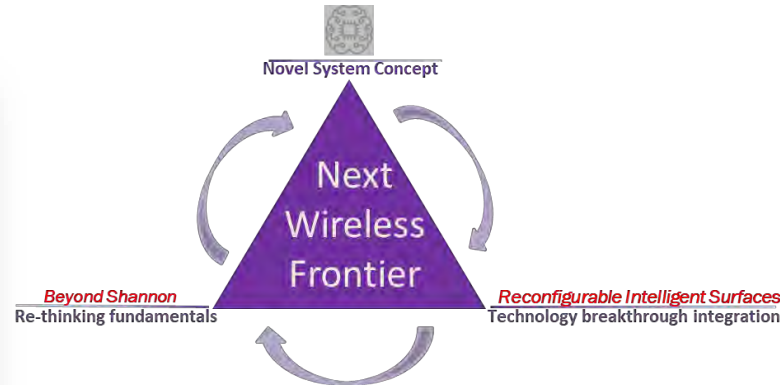 Novel System Concept
Next
Wireless
Frontier
Beyond Shannon
Re-thinking fundamentals
Reconfigurable Intelligent Surfaces
Technology breakthrough integration